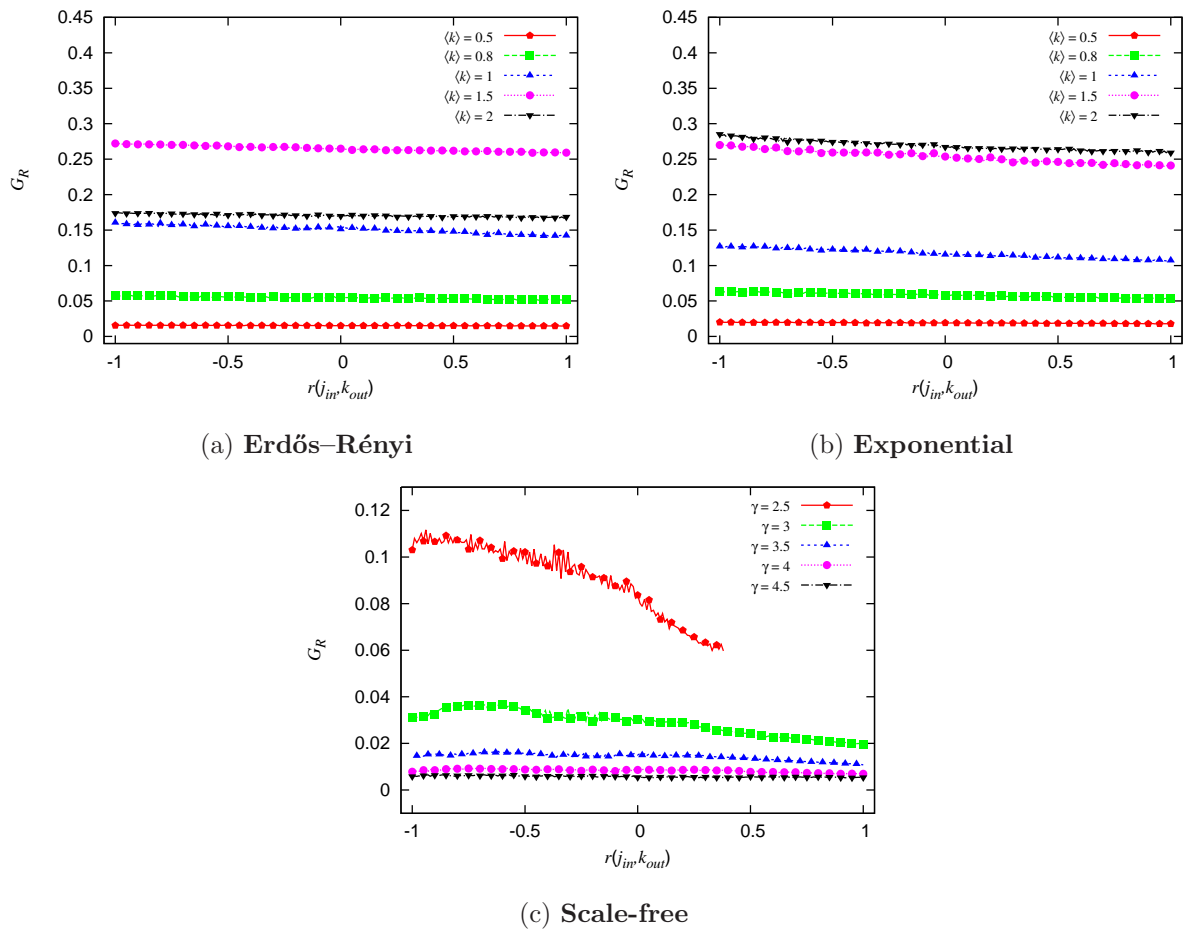 0.45
0.4
0.35
0.3
0.25
0.2
0.15
0.1
0.05
0
G_R
-1 -0.5 0 0.5 1
r(j_in,k_out)
⟨k⟩ = 0.5
⟨k⟩ = 0.8
⟨k⟩ = 1
⟨k⟩ = 1.5
⟨k⟩ = 2
(a) Erdős–Rényi
0.45
0.4
0.35
0.3
0.25
0.2
0.15
0.1
0.05
0
G_R
-1 -0.5 0 0.5 1
r(j_in,k_out)
⟨k⟩ = 0.5
⟨k⟩ = 0.8
⟨k⟩ = 1
⟨k⟩ = 1.5
⟨k⟩ = 2
(b) Exponential
0.12
0.1
0.08
0.06
0.04
0.02
0
G_R
-1 -0.5 0 0.5 1
r(j_in,k_out)
γ = 2.5
γ = 3
γ = 3.5
γ = 4
γ = 4.5
(c) Scale-free